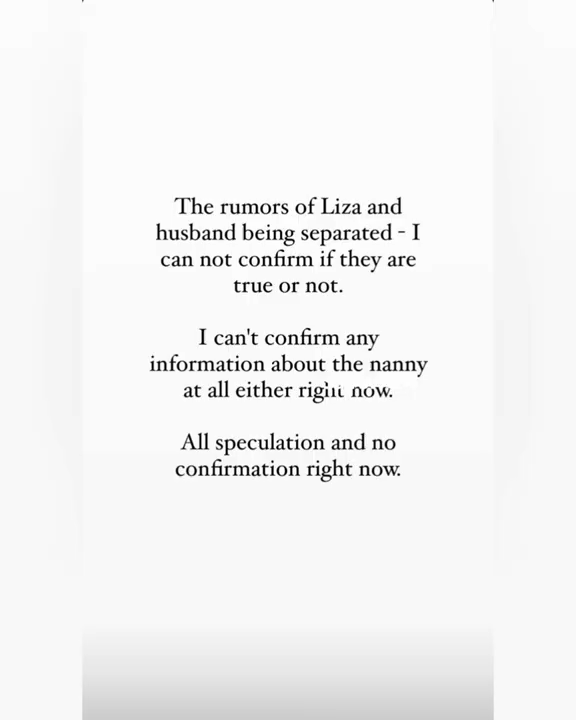 The rumors of Liza and
husband being separated - I
can not confirm if they are
true or not.
I can't confirm any
information about the nanny
at all either right now.
All speculation and no
confirmation right now.